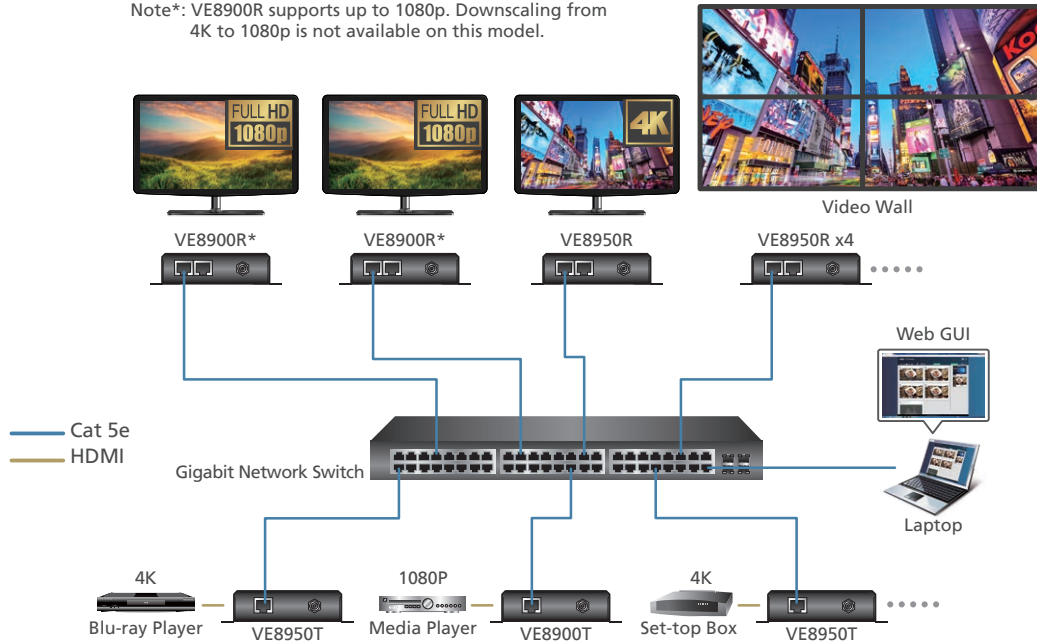 Note*: VE8900R supports up to 1080p. Downscaling from
4K to 1080p is not available on this model.
FULL HD
1080p
FULL HD
1080p
4K
Video Wall
VE8900R*
VE8900R*
VE8950R
VE8950R x4
Web GUI
Cat 5e
HDMI
Gigabit Network Switch
Laptop
4K
1080P
4K
Blu-ray Player
VE8950T
Media Player
VE8900T
Set-top Box
VE8950T